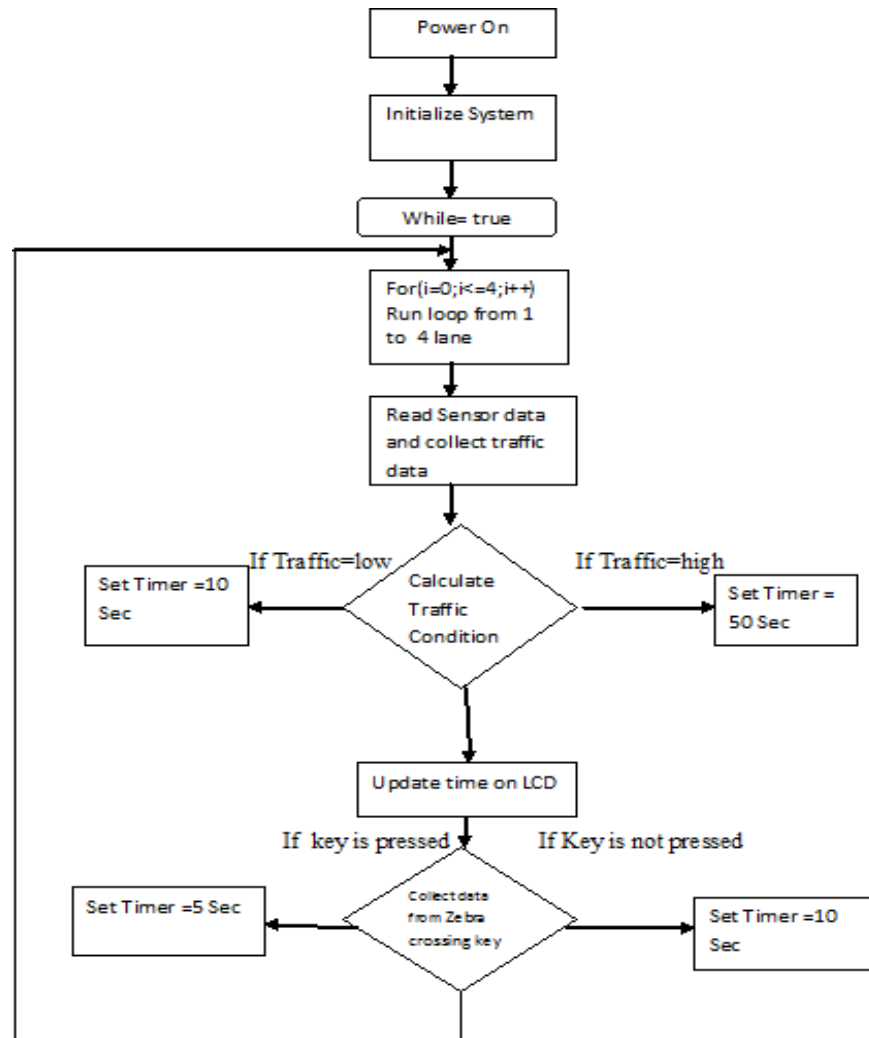 Power On
Initialize System
While= true
For(i=0;i<=4;i++)
Run loop from 1
to 4 lane
Read Sensor data
and collect traffic
data
If Traffic=low
If Traffic=high
Set Timer =10
Sec
Calculate
Traffic
Condition
Set Timer =
50 Sec
Update time on LCD
If key is pressed
If Key is not pressed
Set Timer =5 Sec
Collect data
from Zebra
crossing key
Set Timer =10
Sec